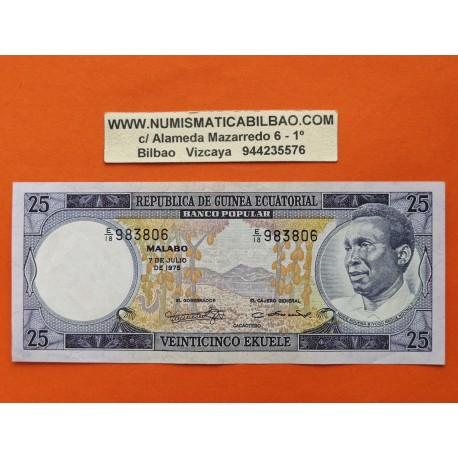 WWW.NUMISMATICABILBAO.COM
c/ Alameda Mazarredo 6 - 1º
Bilbao Vizcaya 944235576
25 REPUBLICA DE GUINEA ECUATORIAL 25
BANCO POPULAR
E/18 983806 E/18 983806
MALABO
7 DE JULIO
DE 1975
EL GOBERNADOR EL CAJERO GENERAL
CACAOTERO
25 VEINTICINCO EKUELE 25